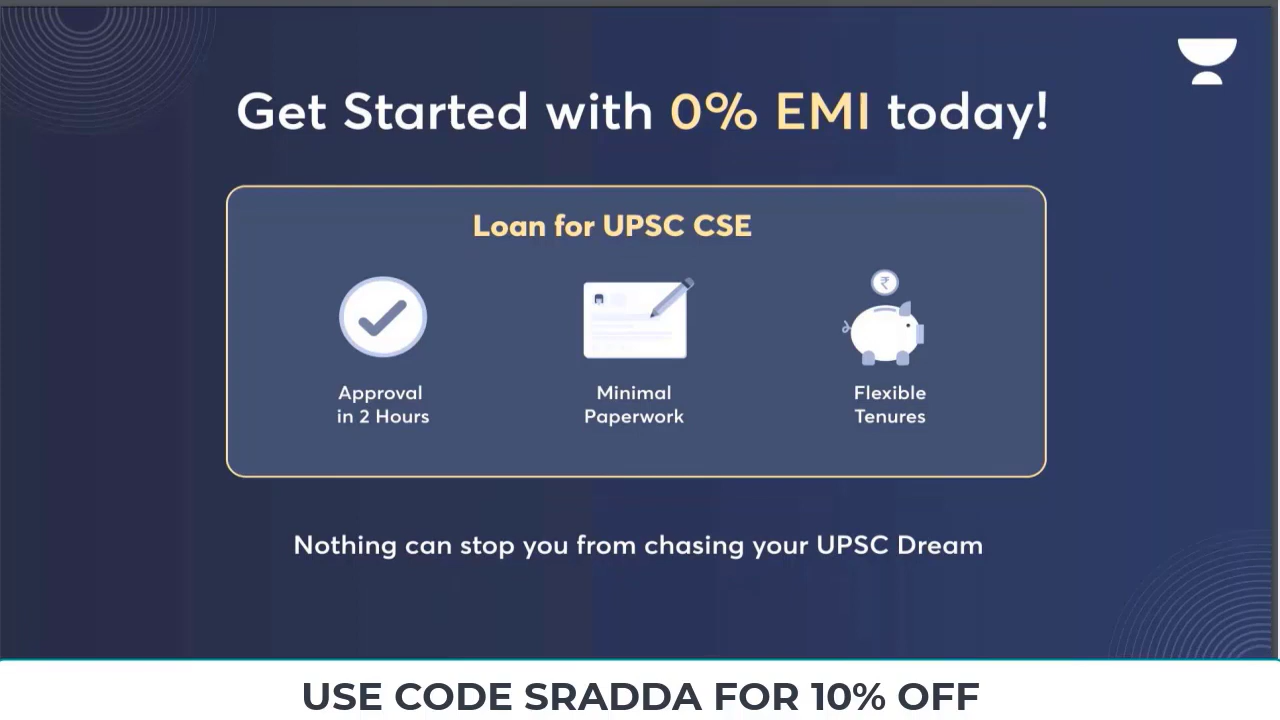 Get Started with 0% EMI today!
Loan for UPSC CSE
Approval
in 2 Hours
Minimal
Paperwork
₹
Flexible
Tenures
Nothing can stop you from chasing your UPSC Dream
USE CODE SRADDA FOR 10% OFF